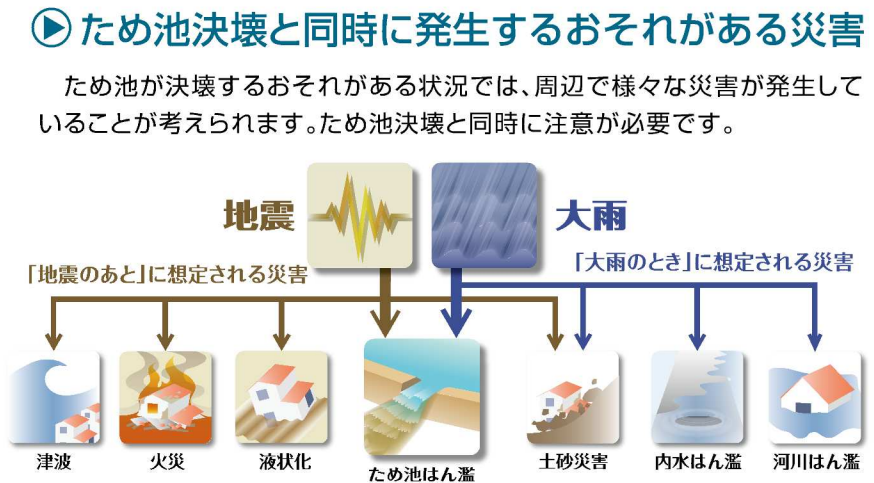 ため池決壊と同時に発生するおそれがある災害
ため池が決壊するおそれがある状況では、周辺で様々な災害が発生して
いることが考えられます。ため池決壊と同時に注意が必要です。
地震
大雨
「地震のあと」に想定される災害
「大雨のとき」に想定される災害
津波
火災
液状化
ため池はん濫
土砂災害
内水はん濫
河川はん濫